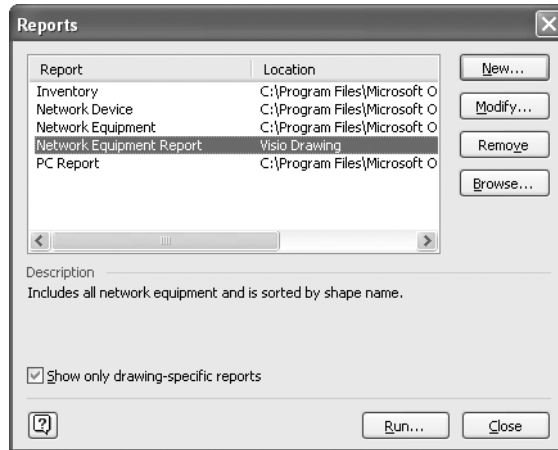 Reports
Report Location
Inventory C:\Program Files\Microsoft O
Network Device C:\Program Files\Microsoft O
Network Equipment C:\Program Files\Microsoft O
Network Equipment Report Visio Drawing
PC Report C:\Program Files\Microsoft O
New...
Modify...
Remove
Browse...
Description
Includes all network equipment and is sorted by shape name.
Show only drawing-specific reports
?
Run... Close